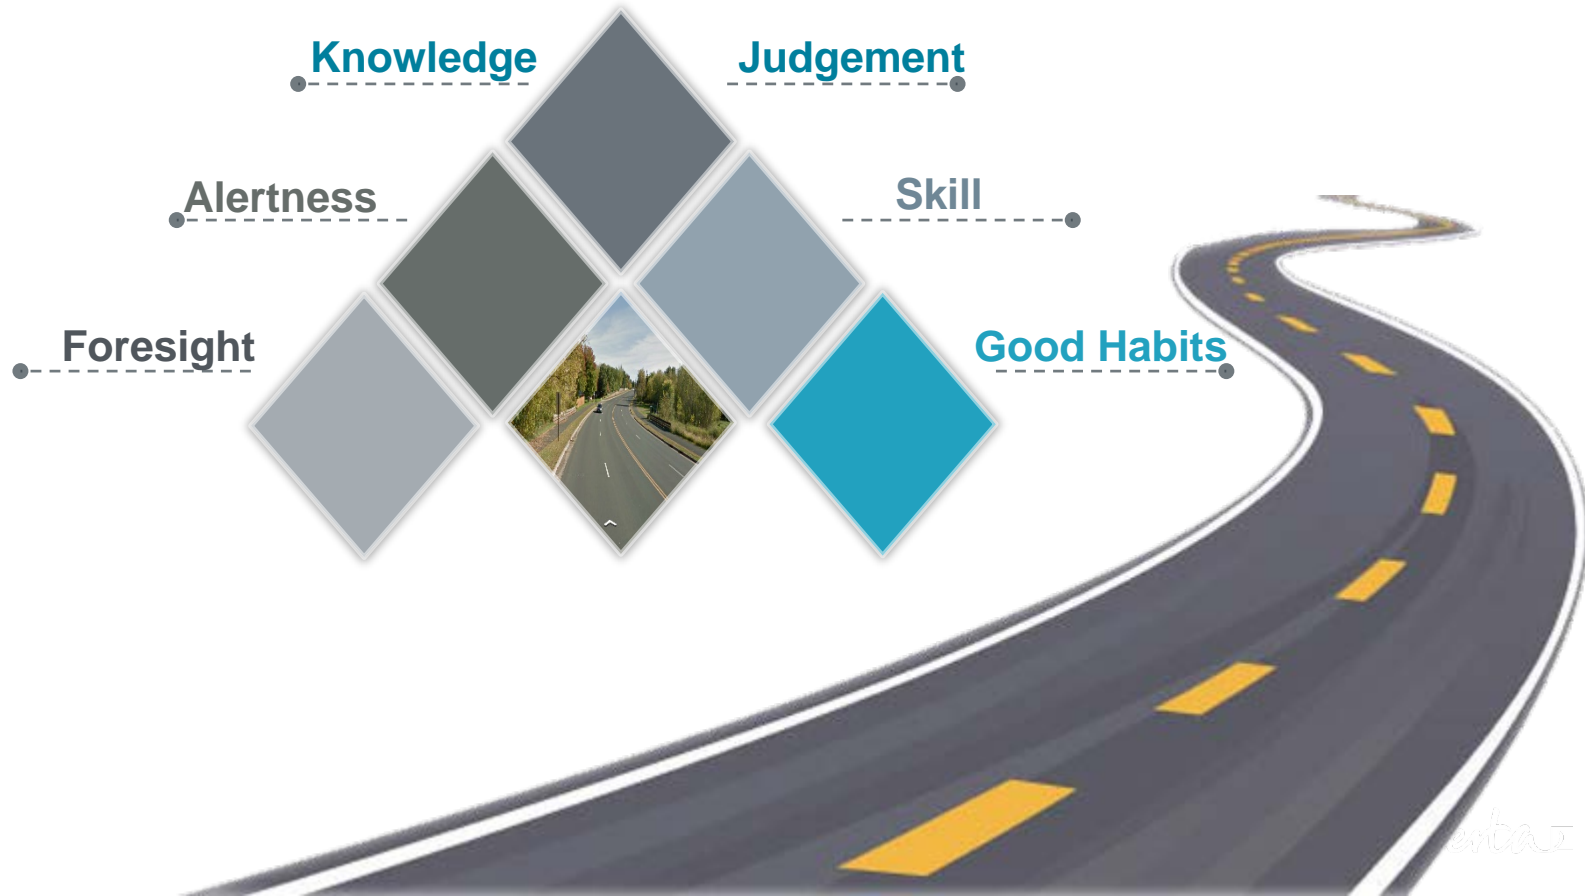 Knowledge
Judgement
Alertness
Skill
Foresight
Good Habits